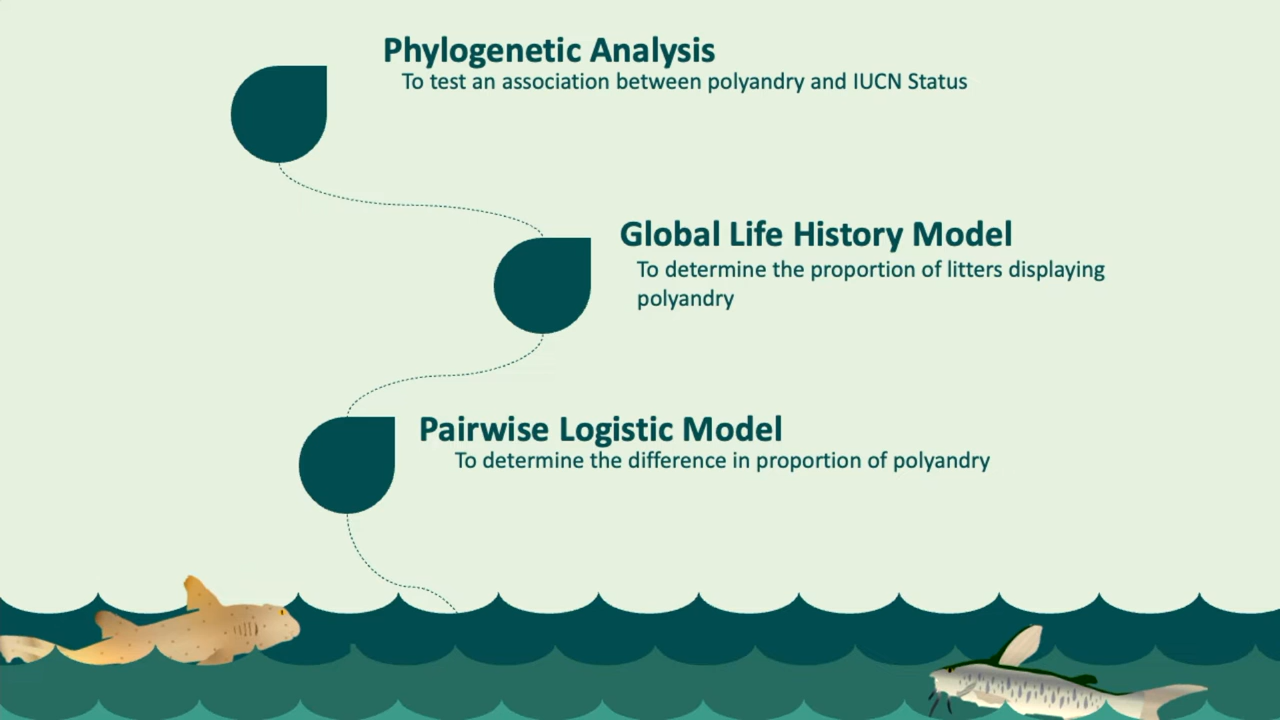 Phylogenetic Analysis
To test an association between polyandry and IUCN Status
Global Life History Model
To determine the proportion of litters displaying
polyandry
Pairwise Logistic Model
To determine the difference in proportion of polyandry